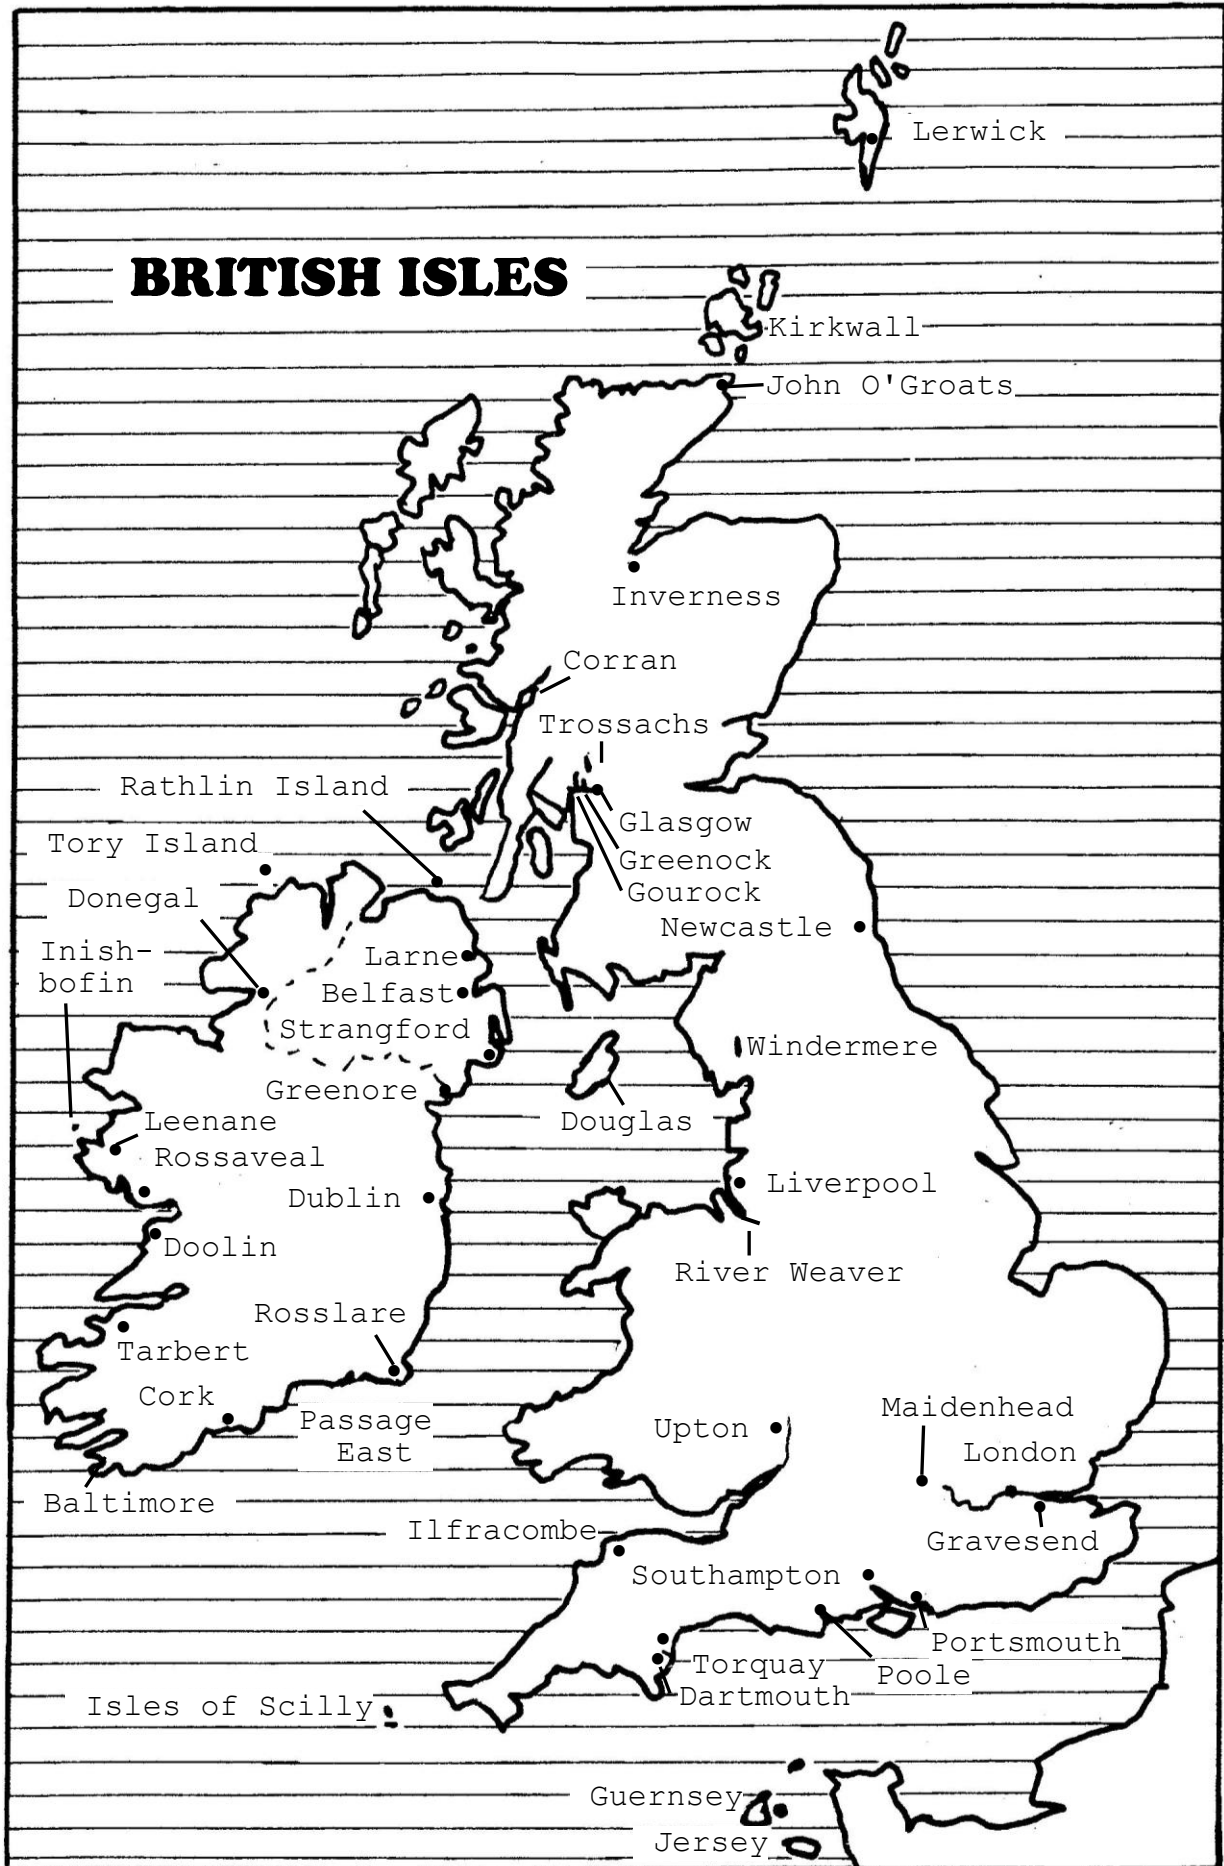 Lerwick
BRITISH ISLES
Kirkwall
John O'Groats
Inverness
Corran
Trossachs
Rathlin Island
Glasgow
Tory Island
Greenock
Gourock
Donegal
Newcastle
Inish-
bofin
Larne
Belfast
Strangford
Windermere
Greenore
Leenane
Douglas
Rossaveal
Liverpool
Dublin
Doolin
River Weaver
Rosslare
Tarbert
Cork
Passage
East
Maidenhead
Upton
London
Baltimore
Ilfracombe
Gravesend
Southampton
Portsmouth
Torquay
Poole
Dartmouth
Isles of Scilly
Guernsey
Jersey